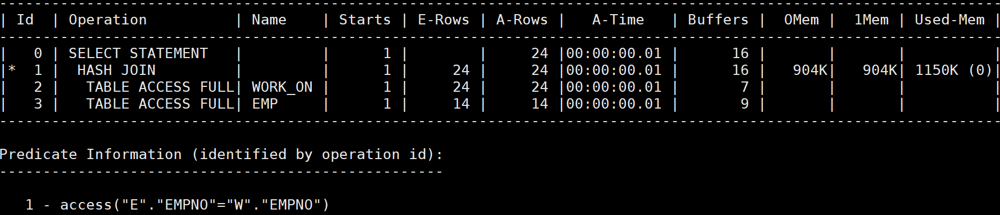 -------------------------------------------------------------------------------------------------------------------
| Id  | Operation          | Name    | Starts | E-Rows | A-Rows |   A-Time   | Buffers |  OMem |  1Mem | Used-Mem |
-------------------------------------------------------------------------------------------------------------------
|   0 | SELECT STATEMENT   |         |      1 |        |     24 |00:00:00.01 |      16 |       |       |          |
|*  1 |  HASH JOIN         |         |      1 |     24 |     24 |00:00:00.01 |      16 |   904K|   904K| 1150K (0)|
|   2 |   TABLE ACCESS FULL| WORK_ON |      1 |     24 |     24 |00:00:00.01 |       7 |       |       |          |
|   3 |   TABLE ACCESS FULL| EMP     |      1 |     14 |     14 |00:00:00.01 |       9 |       |       |          |
-------------------------------------------------------------------------------------------------------------------
Predicate Information (identified by operation id):
---------------------------------------------------
   1 - access("E"."EMPNO"="W"."EMPNO")